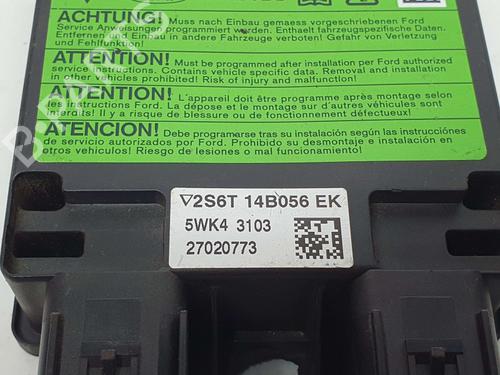 ACHTUNG! Muss nach Einbau gemaess vorgeschriebenen Ford
Service Anweisungen programmiert werden. Enthaelt fahrzeugspezifische Daten.
Entfernen und Einbau in andere Fahrzeuge verboten! Gefahr von Verletzung
und Fehlfunktion!
ATTENTION! Must be programmed after installation per Ford authorized
service instructions. Contains vehicle specific data. Removal and installation
in other vehicles prohibited! Risk of injury and malfunction!
ATTENTION! L'appareil doit être programme après montage selon
les instructions Ford. La dépose et le montage sur d'autres véhicules sont
interdits! Il y a risque de blessure ou de fonctionnement défectueux!
ATENCION! Debe programarse tras su instalación según las instrucciónes
de servicio autorizados por Ford. Prohibido su desmontaje e instalación en
otros vehículos! Riesgo de lesión o mal functionamiento!
2S6T 14B056 EK
5WK4 3103
27020773